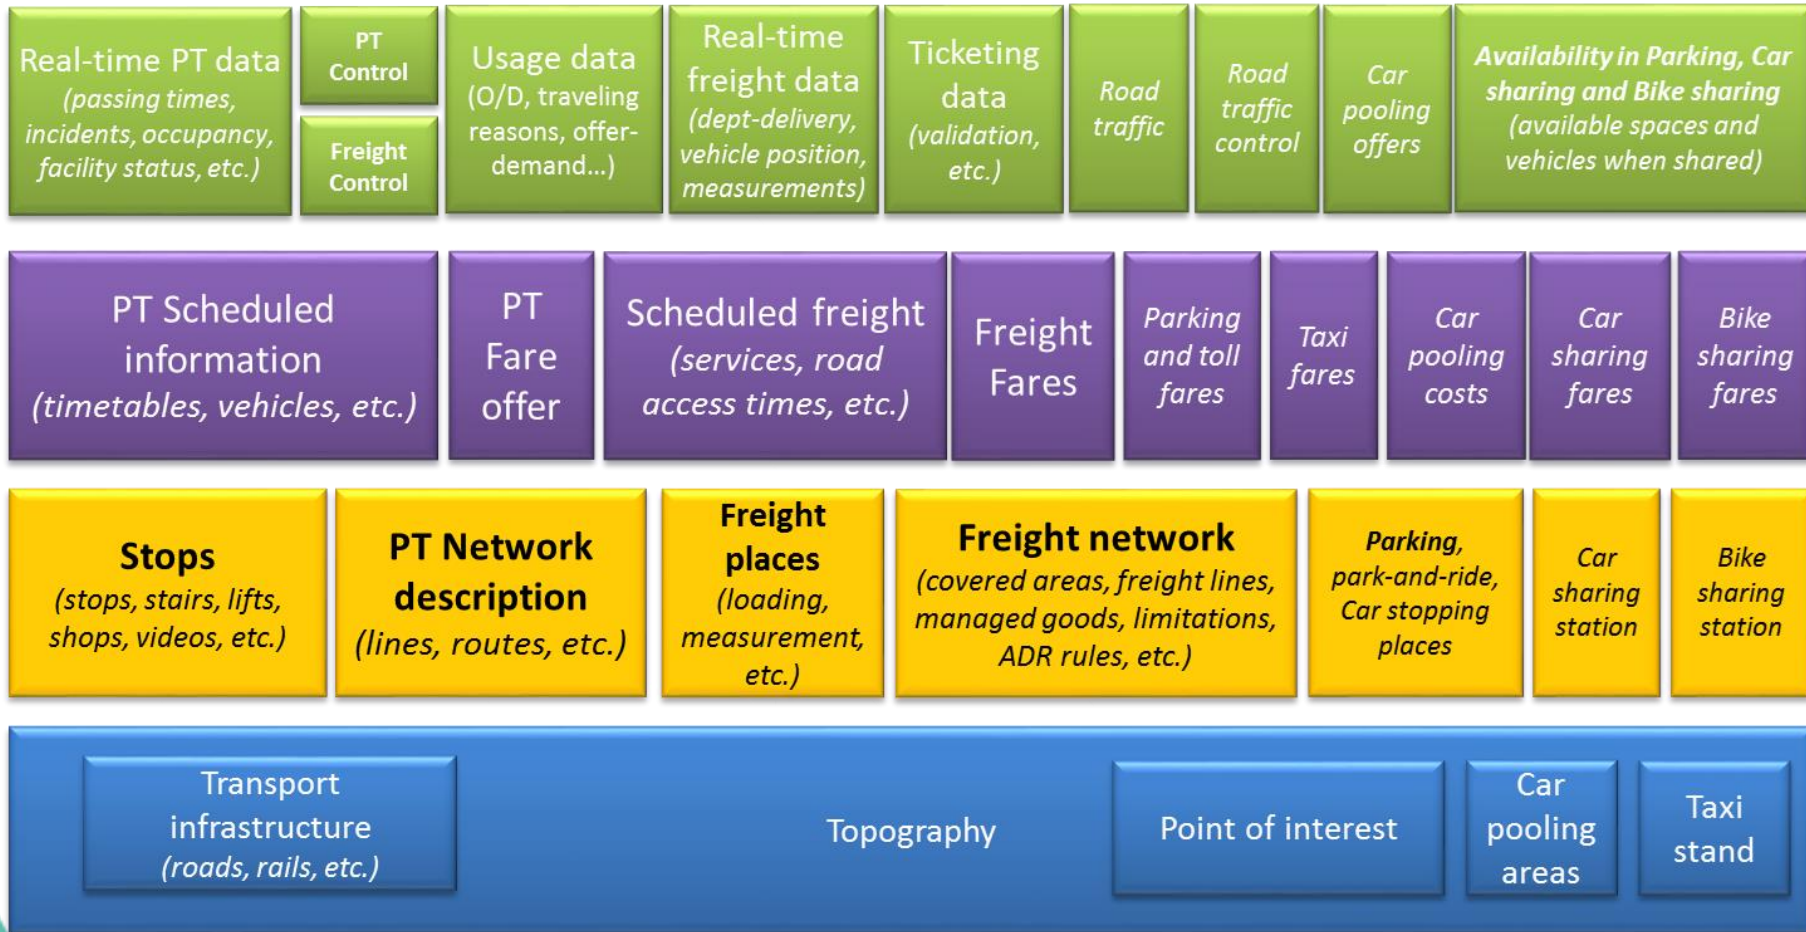 Real-time PT data
(passing times,
incidents, occupancy,
facility status, etc.)
PT
Control
Freight
Control
Usage data
(O/D, traveling
reasons, offer-
demand…)
Real-time
freight data
(dept-delivery,
vehicle position,
measurements)
Ticketing
data
(validation,
etc.)
Road
traffic
Road
traffic
control
Car
pooling
offers
Availability in Parking, Car
sharing and Bike sharing
(available spaces and
vehicles when shared)
PT Scheduled
information
(timetables, vehicles, etc.)
PT
Fare
offer
Scheduled freight
(services, road
access times, etc.)
Freight
Fares
Parking
and toll
fares
Taxi
fares
Car
pooling
costs
Car
sharing
fares
Bike
sharing
fares
Stops
(stops, stairs, lifts,
shops, videos, etc.)
PT Network
description
(lines, routes, etc.)
Freight
places
(loading,
measurement,
etc.)
Freight network
(covered areas, freight lines,
managed goods, limitations,
ADR rules, etc.)
Parking,
park-and-ride,
Car stopping
places
Car
sharing
station
Bike
sharing
station
Transport
infrastructure
(roads, rails, etc.)
Topography
Point of interest
Car
pooling
areas
Taxi
stand